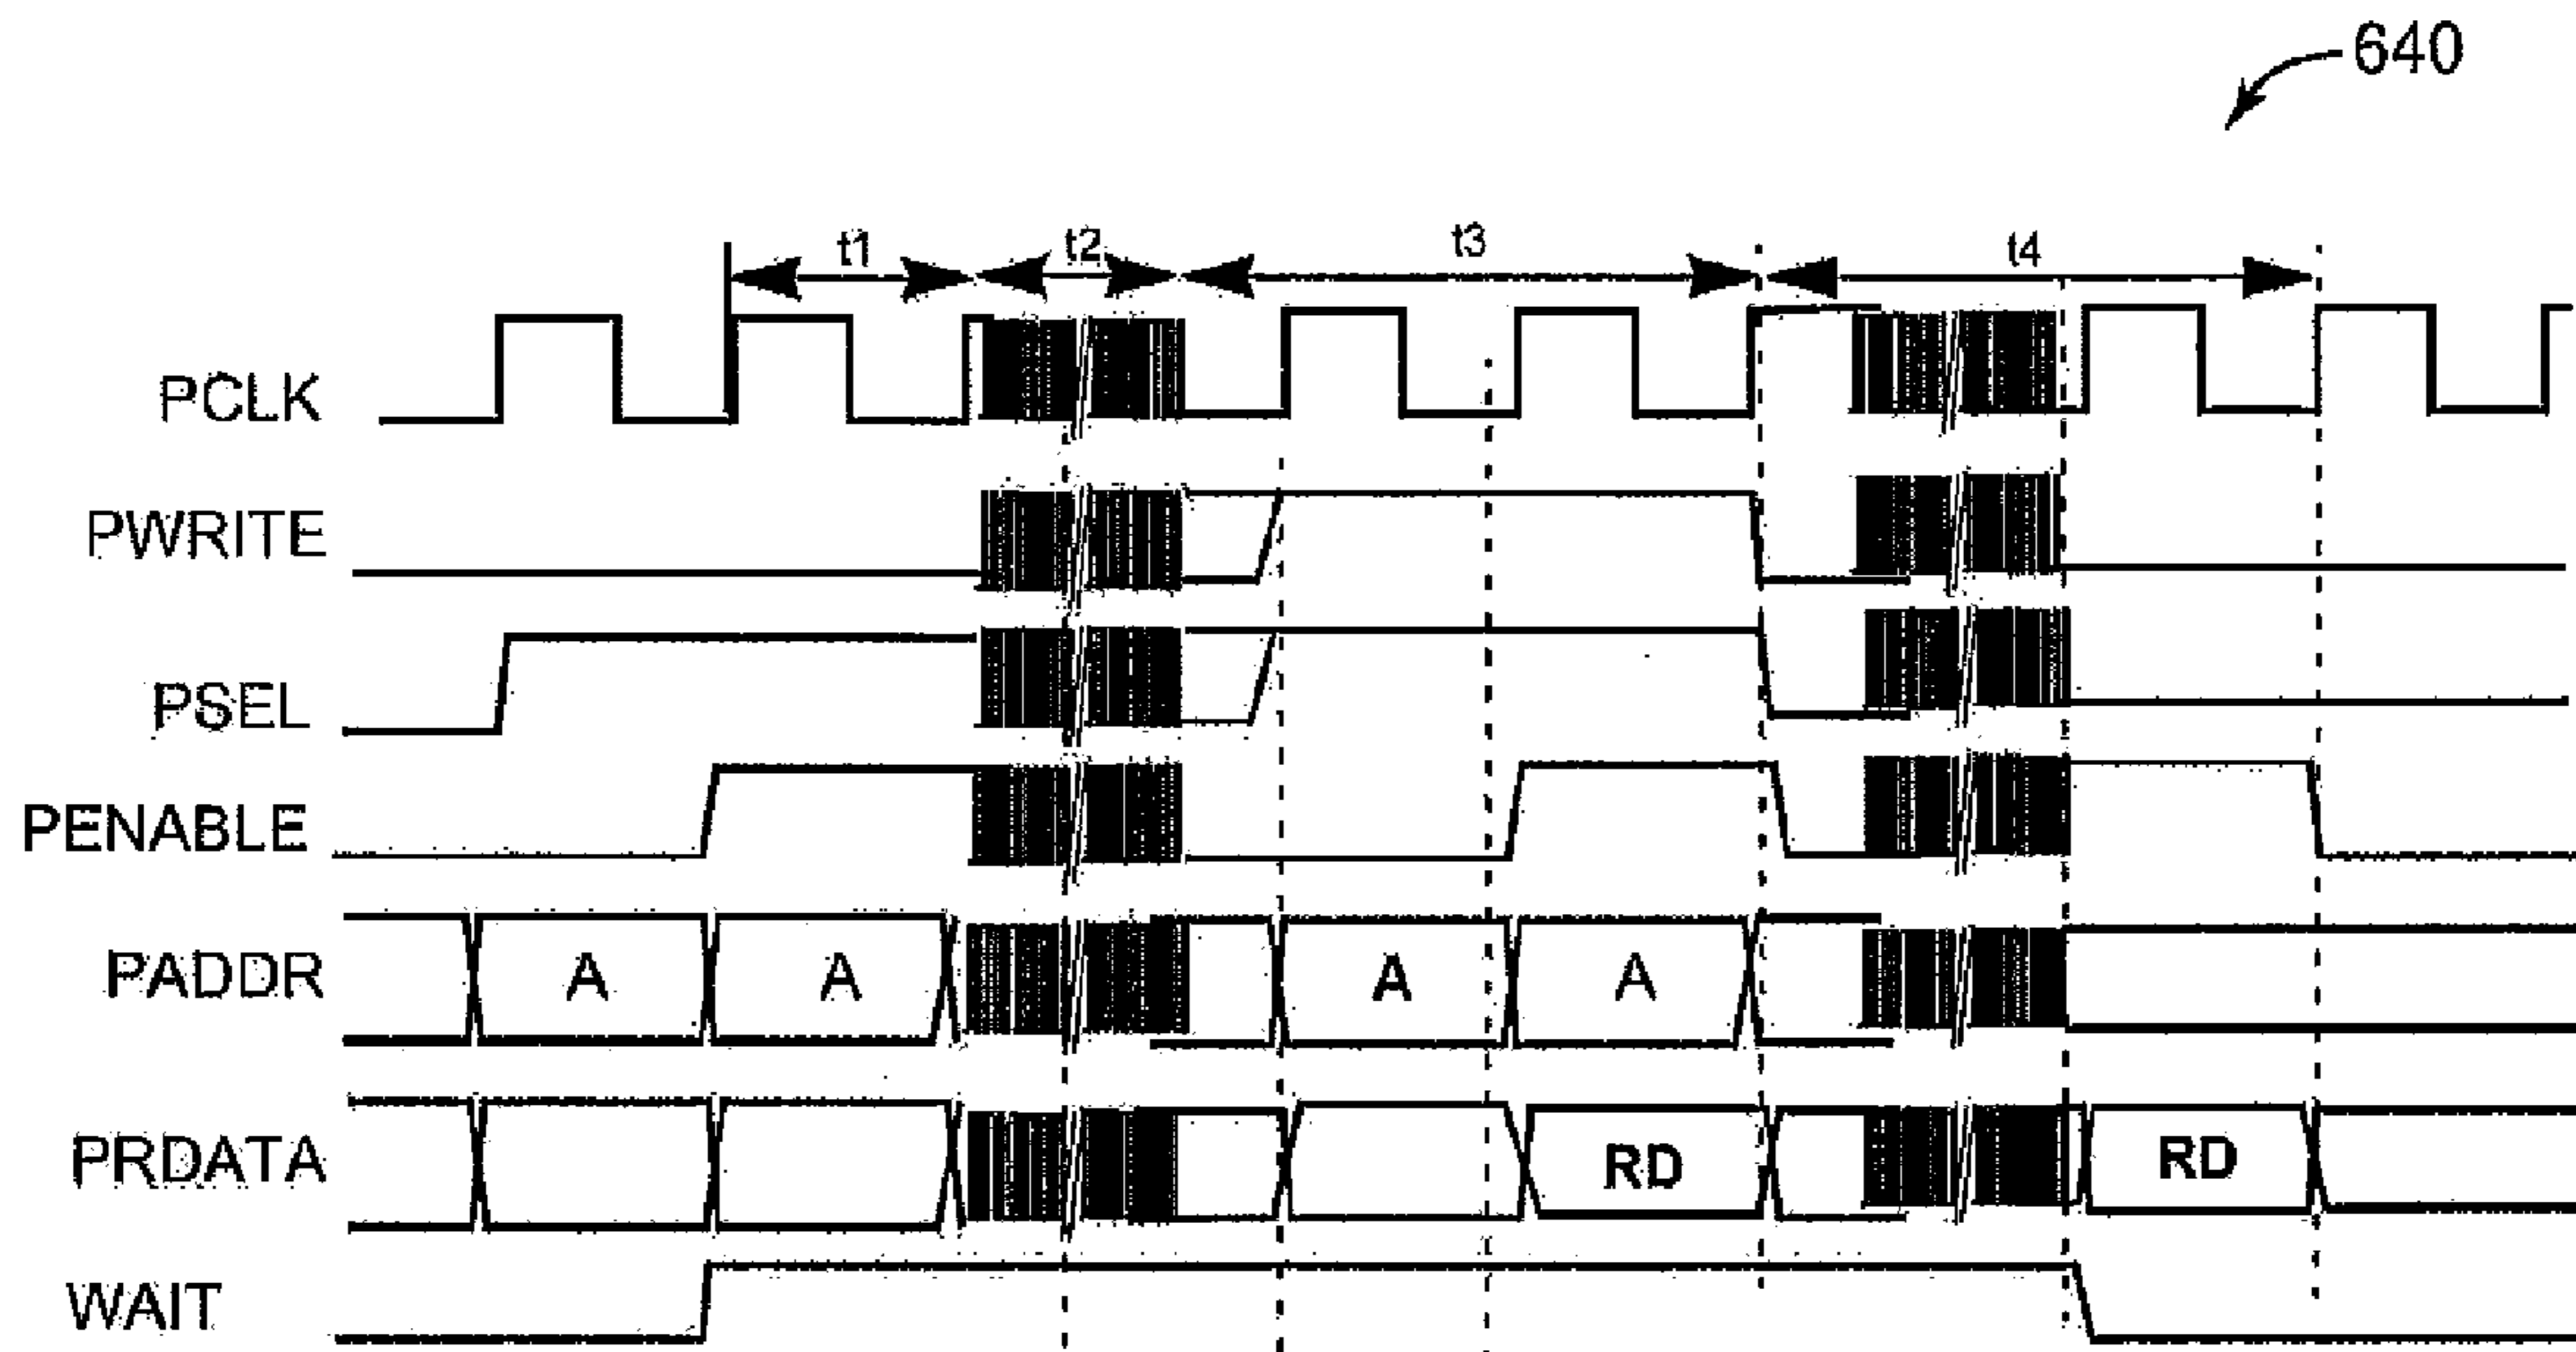 640
t1 t2 t3 t4
PCLK
PWRITE
PSEL
PENABLE
PADDR A A A A
PRDATA RD RD
WAIT